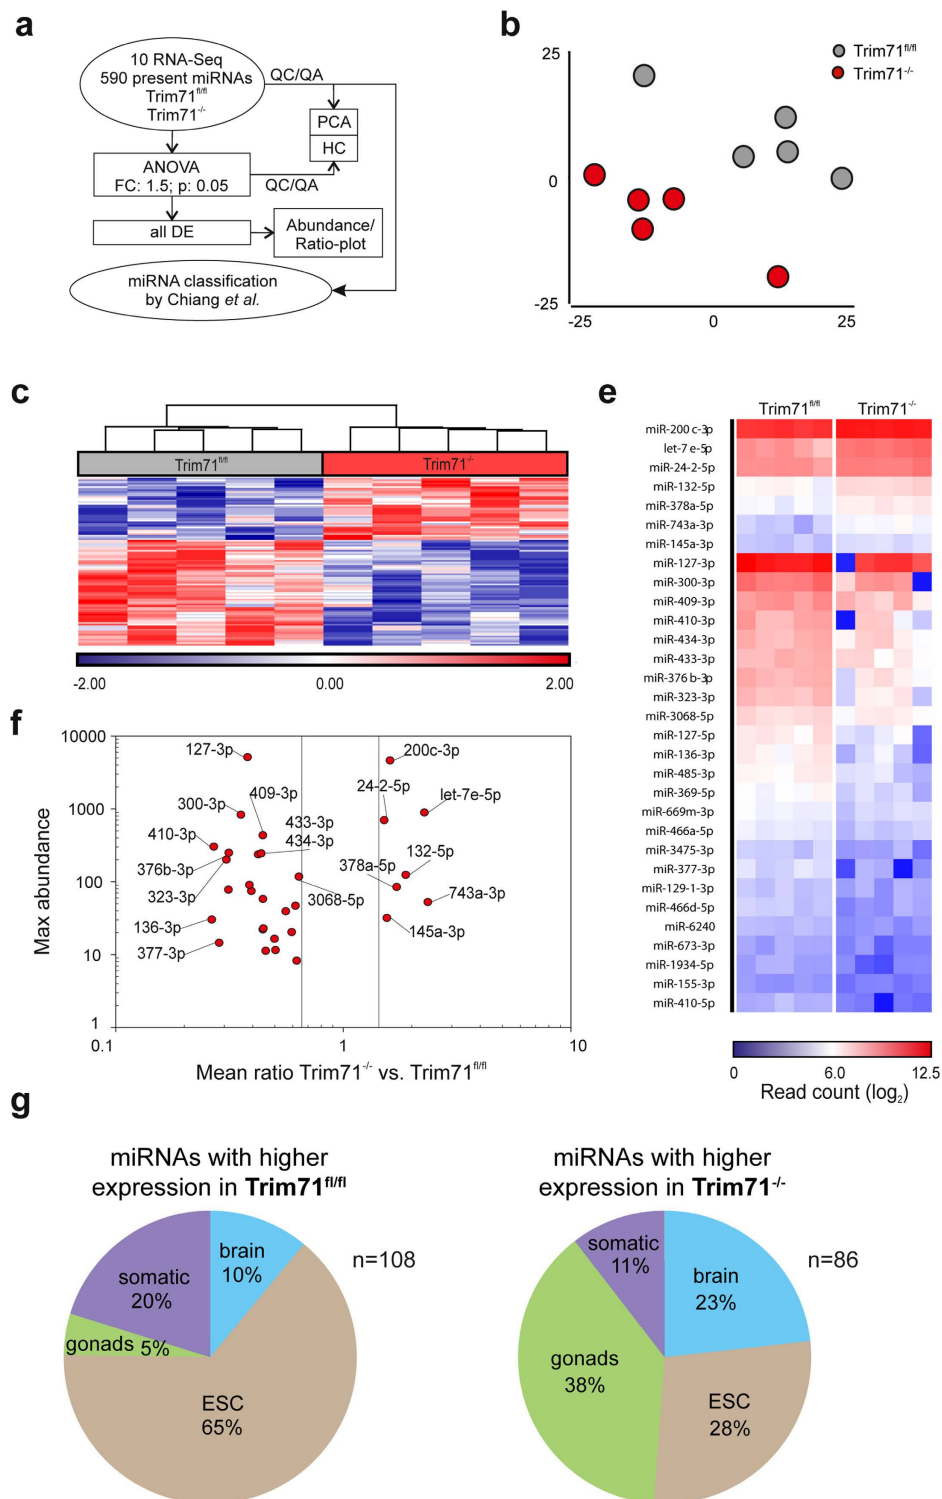 a
10 RNA-Seq
590 present miRNAs
Trim71fl/fl
Trim71-/-
QC/QA
PCA
HC
ANOVA
FC: 1.5; p: 0.05
QC/QA
all DE
Abundance/
Ratio-plot
miRNA classification
by Chiang et al.
b
25
0
-25
-25 0 25
Trim71fl/fl
Trim71-/-
c
Trim71fl/fl
Trim71-/-
-2.00 0.00 2.00
e
Trim71fl/fl Trim71-/-
miR-200 c-3p
let-7 e-5p
miR-24-2-5p
miR-132-5p
miR-378a-5p
miR-743a-3p
miR-145a-3p
miR-127-3p
miR-300-3p
miR-409-3p
miR-410-3p
miR-434-3p
miR-433-3p
miR-376 b-3p
miR-323-3p
miR-3068-5p
miR-127-5p
miR-136-3p
miR-485-3p
miR-369-5p
miR-669m-3p
miR-466a-5p
miR-3475-3p
miR-377-3p
miR-129-1-3p
miR-466d-5p
miR-6240
miR-673-3p
miR-1934-5p
miR-155-3p
miR-410-5p
0 6.0 12.5
Read count (log2)
f
Max abundance
10000
1000
100
10
1
0.1 1 10
Mean ratio Trim71-/- vs. Trim71fl/fl
127-3p
300-3p
409-3p
410-3p
433-3p
434-3p
376b-3p
323-3p
3068-5p
136-3p
377-3p
200c-3p
24-2-5p
let-7e-5p
378a-5p
132-5p
743a-3p
145a-3p
g
miRNAs with higher
expression in Trim71fl/fl
n=108
brain
10%
somatic
20%
gonads 5%
ESC
65%
miRNAs with higher
expression in Trim71-/-
n=86
somatic
11%
brain
23%
gonads
38%
ESC
28%